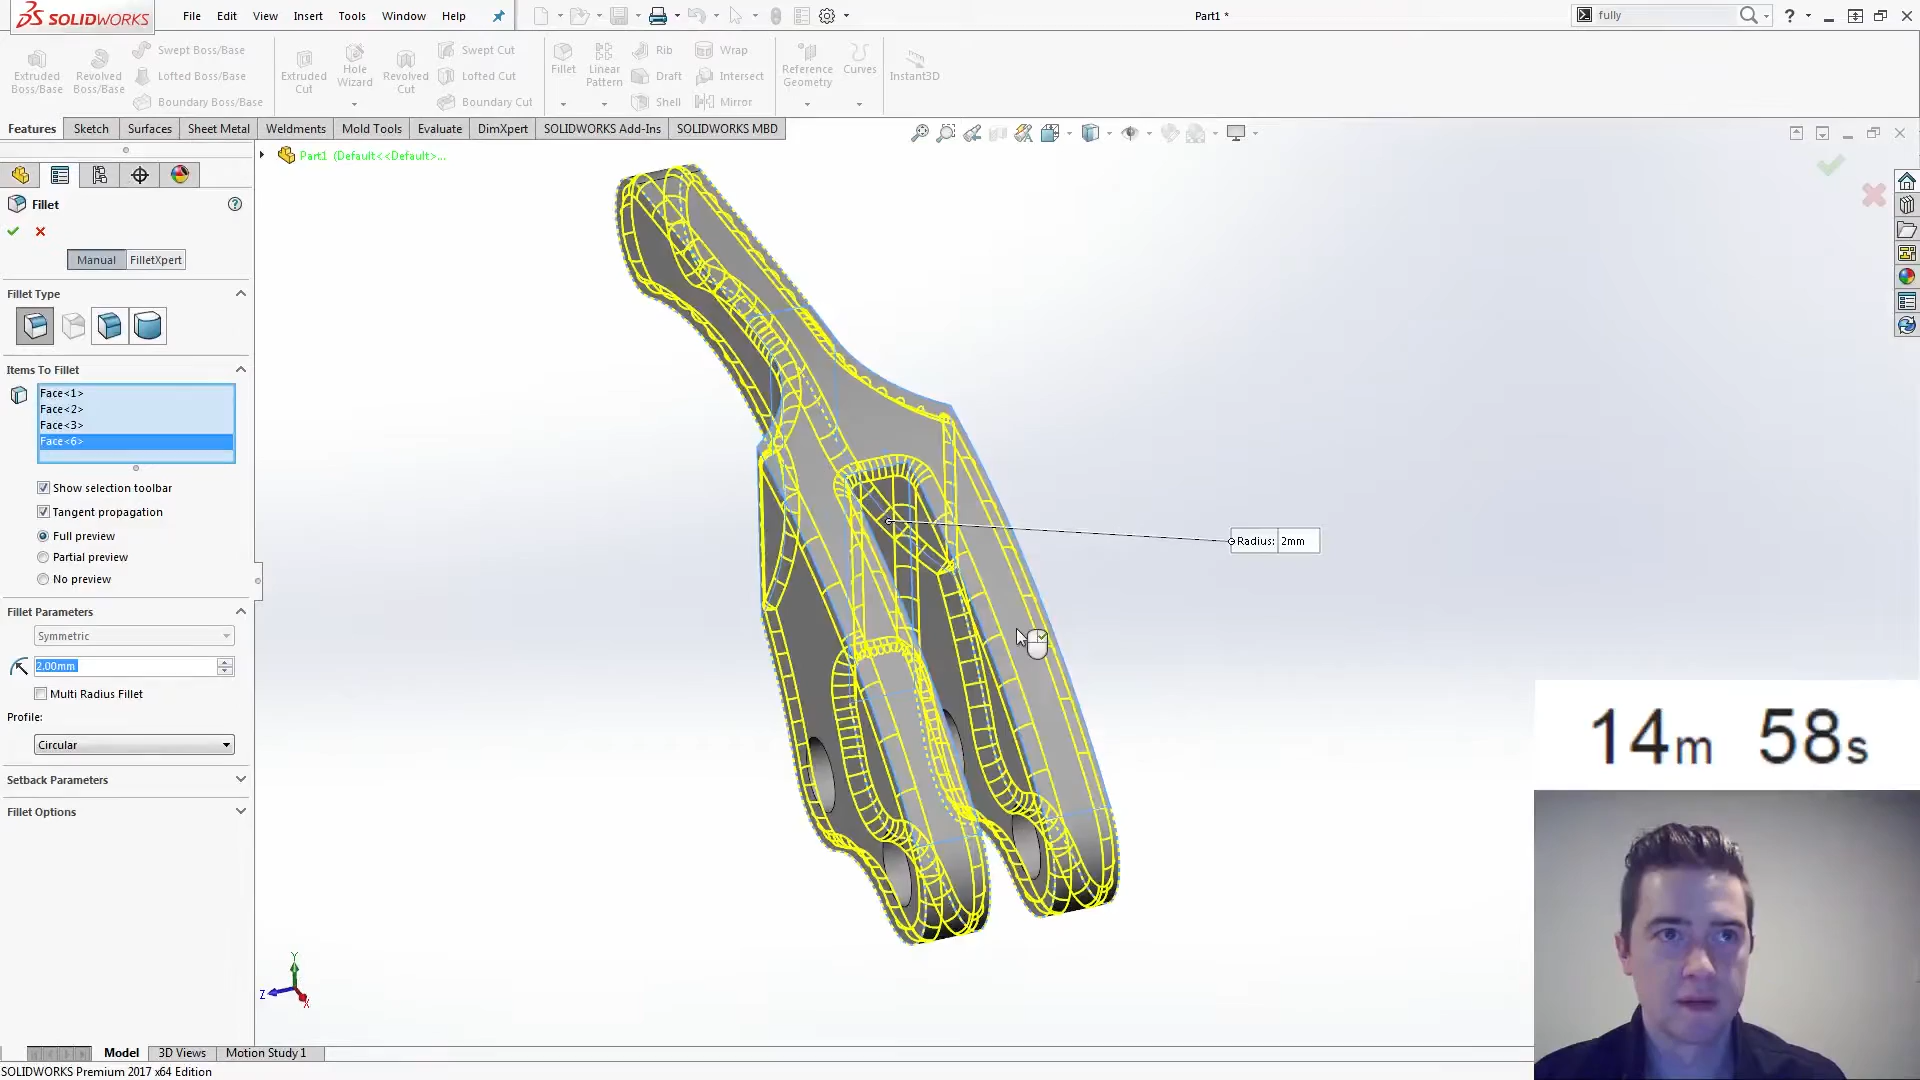 SOLIDWORKS
File Edit View Insert Tools Window Help
Part1 *
fully
Extruded Boss/Base
Revolved Boss/Base
Swept Boss/Base
Lofted Boss/Base
Boundary Boss/Base
Extruded Cut
Hole Wizard
Revolved Cut
Swept Cut
Lofted Cut
Boundary Cut
Fillet
Linear Pattern
Rib
Draft
Shell
Wrap
Intersect
Mirror
Reference Geometry
Curves
Instant3D
Features Sketch Surfaces Sheet Metal Weldments Mold Tools Evaluate DimXpert SOLIDWORKS Add-Ins SOLIDWORKS MBD
Part1 (Default<<Default>...
Fillet
Manual FilletXpert
Fillet Type
Items To Fillet
Face<1>
Face<2>
Face<3>
Face<6>
Show selection toolbar
Tangent propagation
Full preview
Partial preview
No preview
Fillet Parameters
Symmetric
2.00mm
Multi Radius Fillet
Profile:
Circular
Setback Parameters
Fillet Options
Radius: 2mm
14m 58s
Y
Z
X
Model 3D Views Motion Study 1
SOLIDWORKS Premium 2017 x64 Edition